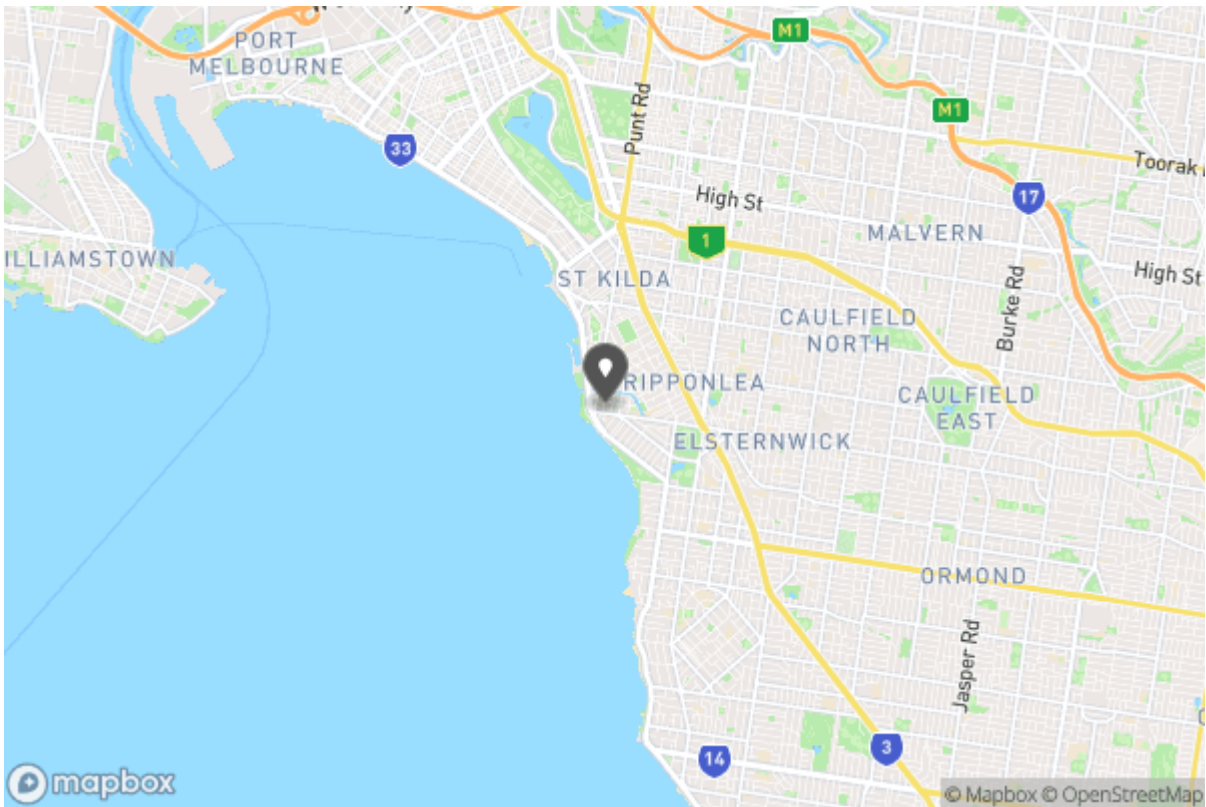 M1
PORT
MELBOURNE
Punt Rd
M1
33
Toorak
17
High St
1
MALVERN
ILLIAMSTOWN
High St
ST KILDA
Burke Rd
CAULFIELD
NORTH
RIPPONLEA
CAULFIELD
EAST
ELSTERNWICK
ORMOND
Jasper Rd
3
14
mapbox
© Mapbox © OpenStreetMap